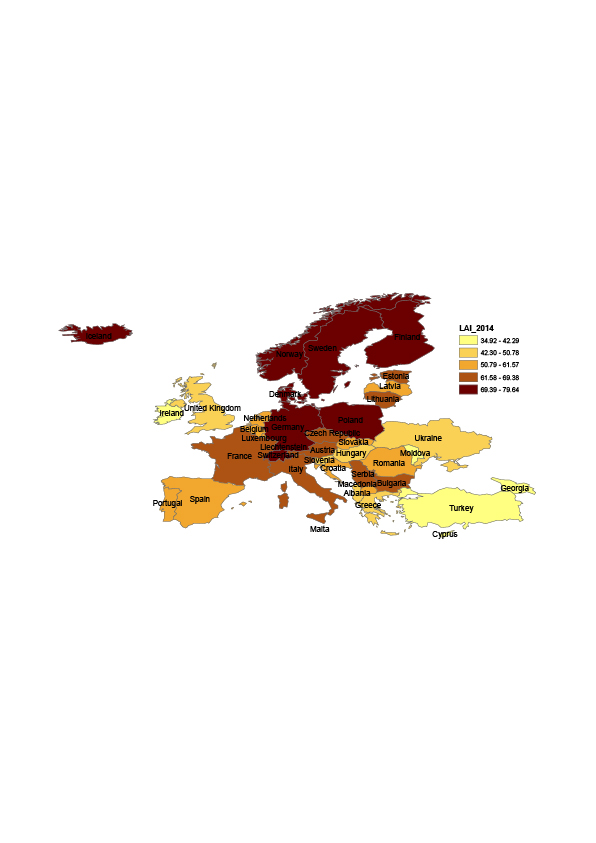 LAI_2014
34.92 - 42.29
42.30 - 50.78
50.79 - 61.57
61.58 - 69.38
69.39 - 79.64
Iceland
Norway
Sweden
Finland
Estonia
Latvia
Lithuania
Denmark
Ireland
United Kingdom
Netherlands
Belgium
Germany
Poland
Luxembourg
Czech Republic
Ukraine
Slovakia
Liechtenstein
Austria
Hungary
Moldova
France
Switzerland
Slovenia
Romania
Italy
Croatia
Serbia
Bulgaria
Macedonia
Albania
Georgia
Portugal
Spain
Greece
Turkey
Malta
Cyprus